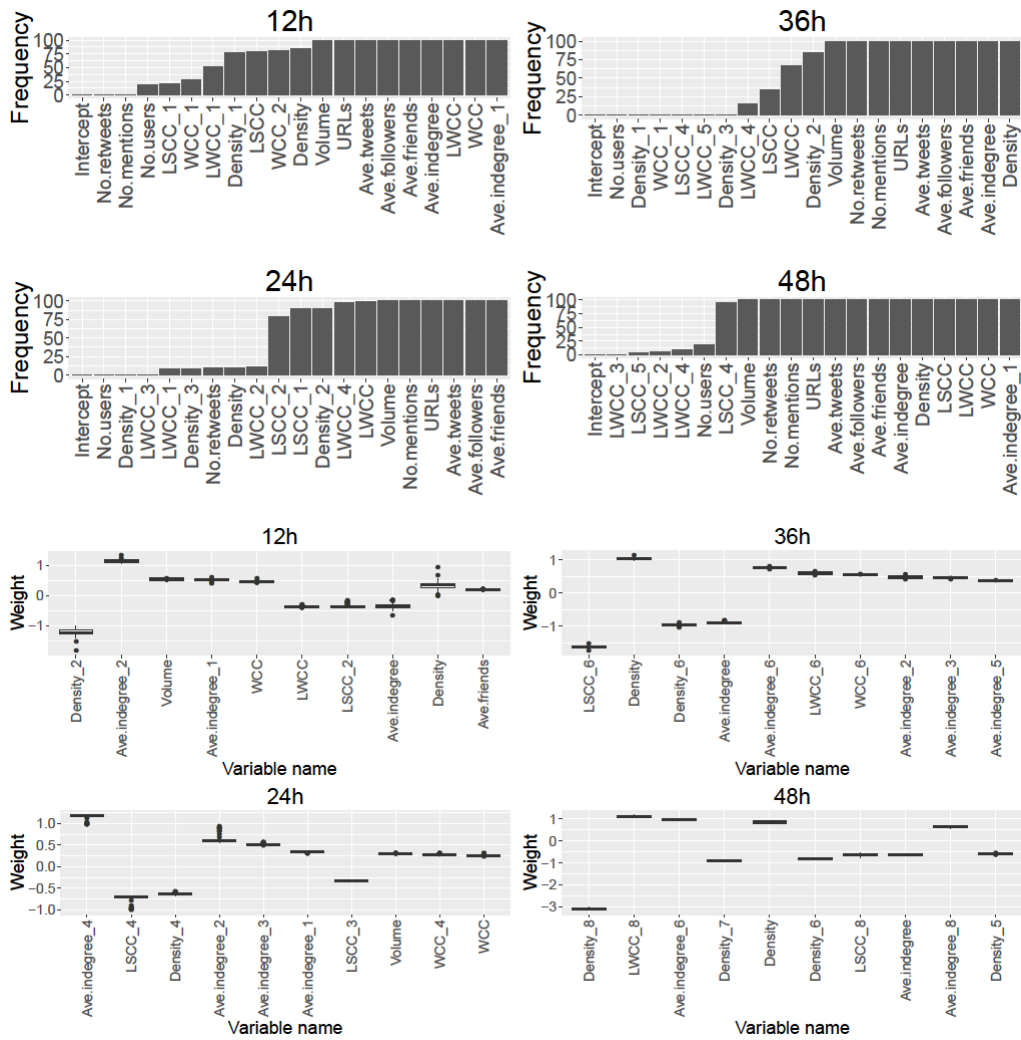 12h
Frequency
100
75
50
25
0
Intercept
No.retweets
No.mentions
No.users
LSCC_1
WCC_1
LWCC_1
Density_1
LSCC
WCC_2
Density
Volume
URLs
Ave.tweets
Ave.followers
Ave.friends
Ave.indegree
LWCC
WCC
Ave.indegree_1
36h
Frequency
100
75
50
25
0
Intercept
No.users
Density_1
WCC_1
LSCC_4
LWCC_5
Density_3
LWCC_4
LSCC
LWCC
Density_2
Volume
No.retweets
No.mentions
URLs
Ave.tweets
Ave.followers
Ave.friends
Ave.indegree
Density
24h
Frequency
100
75
50
25
0
Intercept
No.users
Density_1
LWCC_3
LWCC_1
Density_3
No.retweets
Density
LWCC_2
LSCC_2
LSCC_1
Density_2
LWCC_4
LWCC
Volume
No.mentions
URLs
Ave.tweets
Ave.followers
Ave.friends
48h
Frequency
100
75
50
25
0
Intercept
LWCC_3
LSCC_5
LWCC_2
LWCC_4
No.users
LSCC_4
Volume
No.retweets
No.mentions
URLs
Ave.tweets
Ave.followers
Ave.friends
Ave.indegree
Density
LSCC
LWCC
WCC
Ave.indegree_1
12h
Weight
1
0
−1
Density_2
Ave.indegree_2
Volume
Ave.indegree_1
WCC
LWCC
LSCC_2
Ave.indegree
Density
Ave.friends
Variable name
36h
Weight
1
0
−1
LSCC_6
Density
Density_6
Ave.indegree
Ave.indegree_6
LWCC_6
WCC_6
Ave.indegree_2
Ave.indegree_3
Ave.indegree_5
Variable name
24h
Weight
1.0
0.5
0.0
−0.5
−1.0
Ave.indegree_4
LSCC_4
Density_4
Ave.indegree_2
Ave.indegree_3
Ave.indegree_1
LSCC_3
Volume
WCC_4
WCC
Variable name
48h
Weight
1
0
−1
−2
−3
Density_8
LWCC_8
Ave.indegree_6
Density_7
Density
Density_6
LSCC_8
Ave.indegree
Ave.indegree_8
Density_5
Variable name